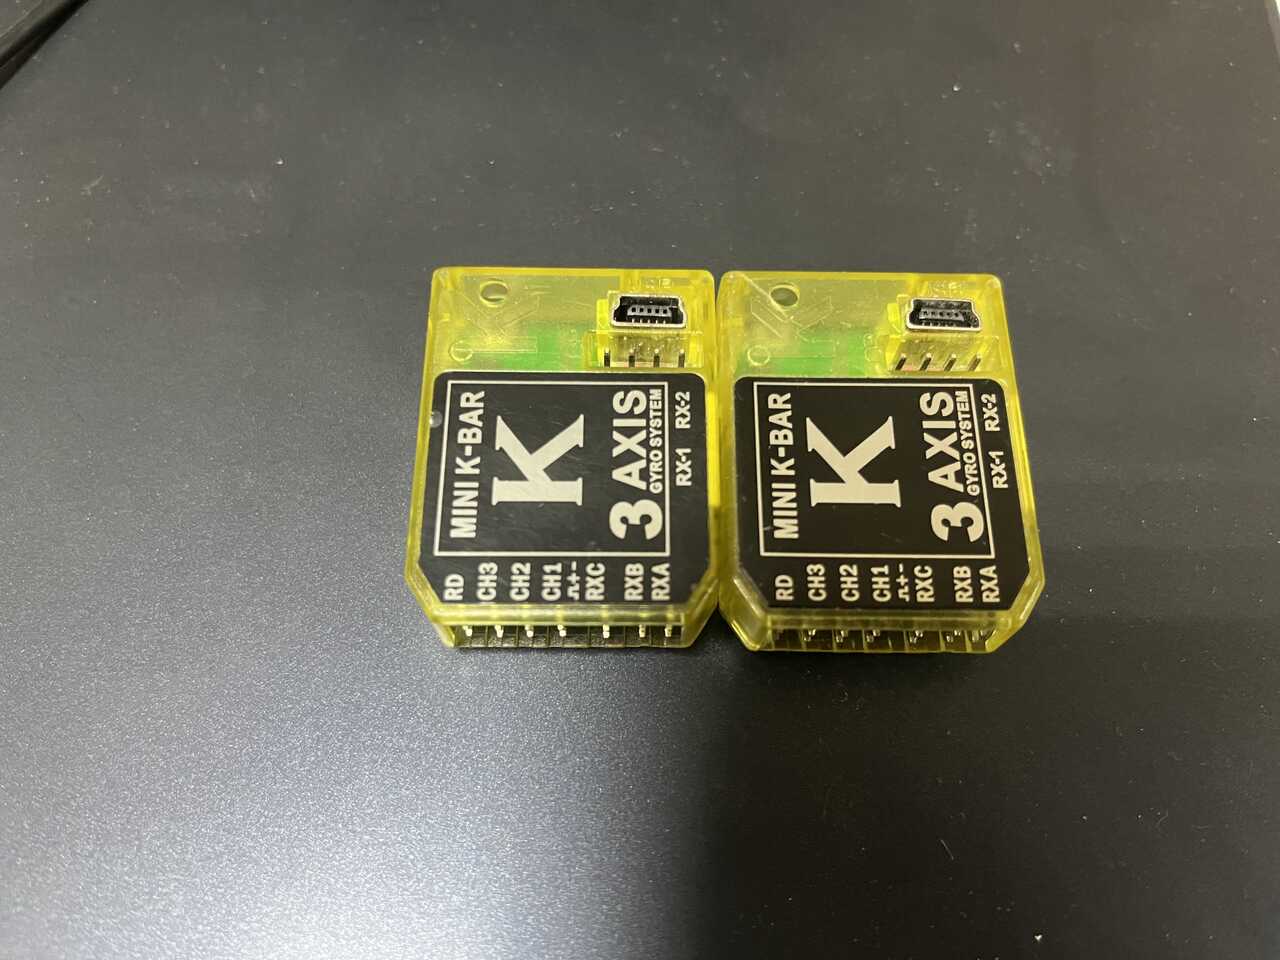 MINI K-BAR
K
3 AXIS
GYRO SYSTEM
RX-1 RX-2
RD
CH3
CH2
CH1
⎍+-
RXC
RXB
RXA
MINI K-BAR
K
3 AXIS
GYRO SYSTEM
RX-1 RX-2
RD
CH3
CH2
CH1
⎍+-
RXC
RXB
RXA